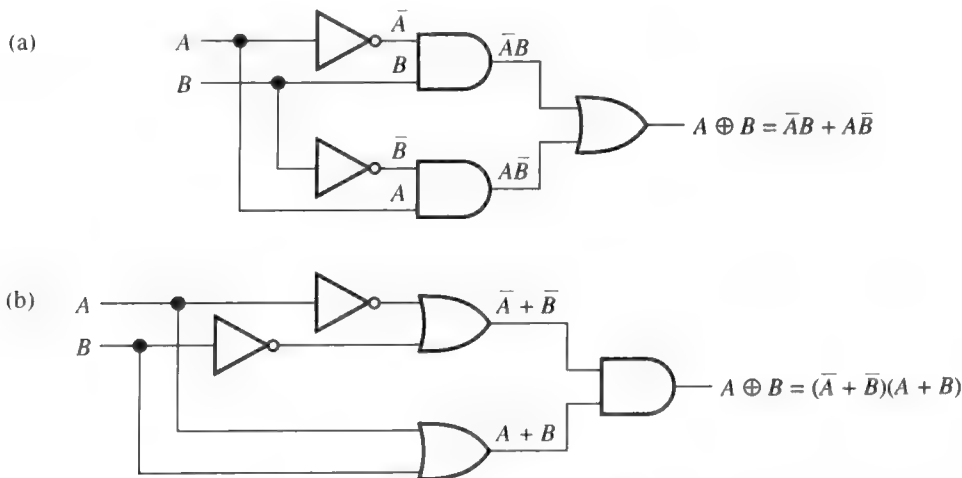 (a)
A
B
Ā
B
B̄
A
ĀB
AB̄
A ⊕ B = ĀB + AB̄
(b)
A
B
Ā + B̄
A + B
A ⊕ B = (Ā + B̄)(A + B)